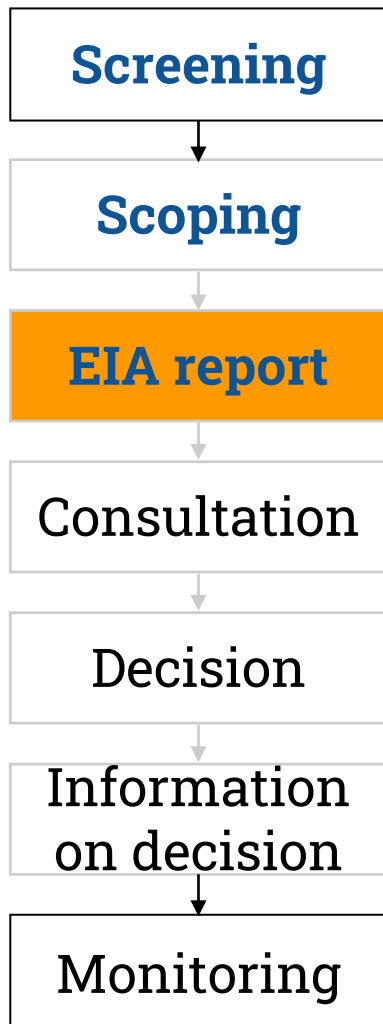 Screening
Scoping
EIA report
Consultation
Decision
Information
on decision
Monitoring